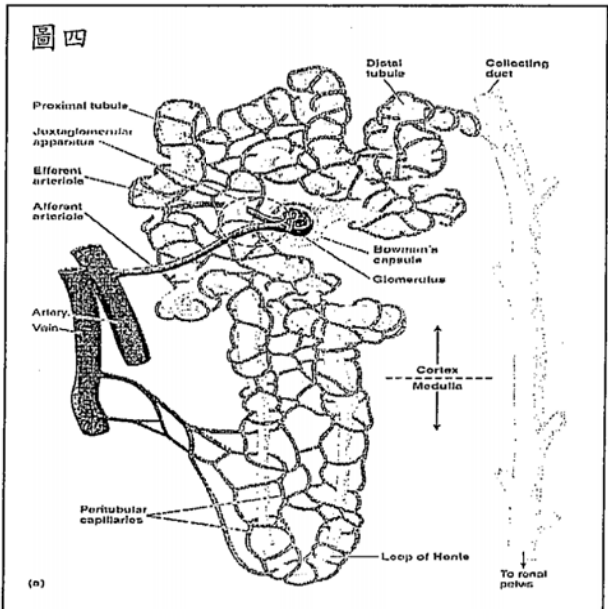 圖四
Distal
tubule
Collecting
duct
Proximal tubule
Juxtaglomerular
apparatus
Efferent
arteriole
Afferent
arteriole
Bowman's
capsule
Glomerulus
Artery
Vein
Cortex
Medulla
Peritubular
capillaries
Loop of Henle
(a)
To renal
pelvis